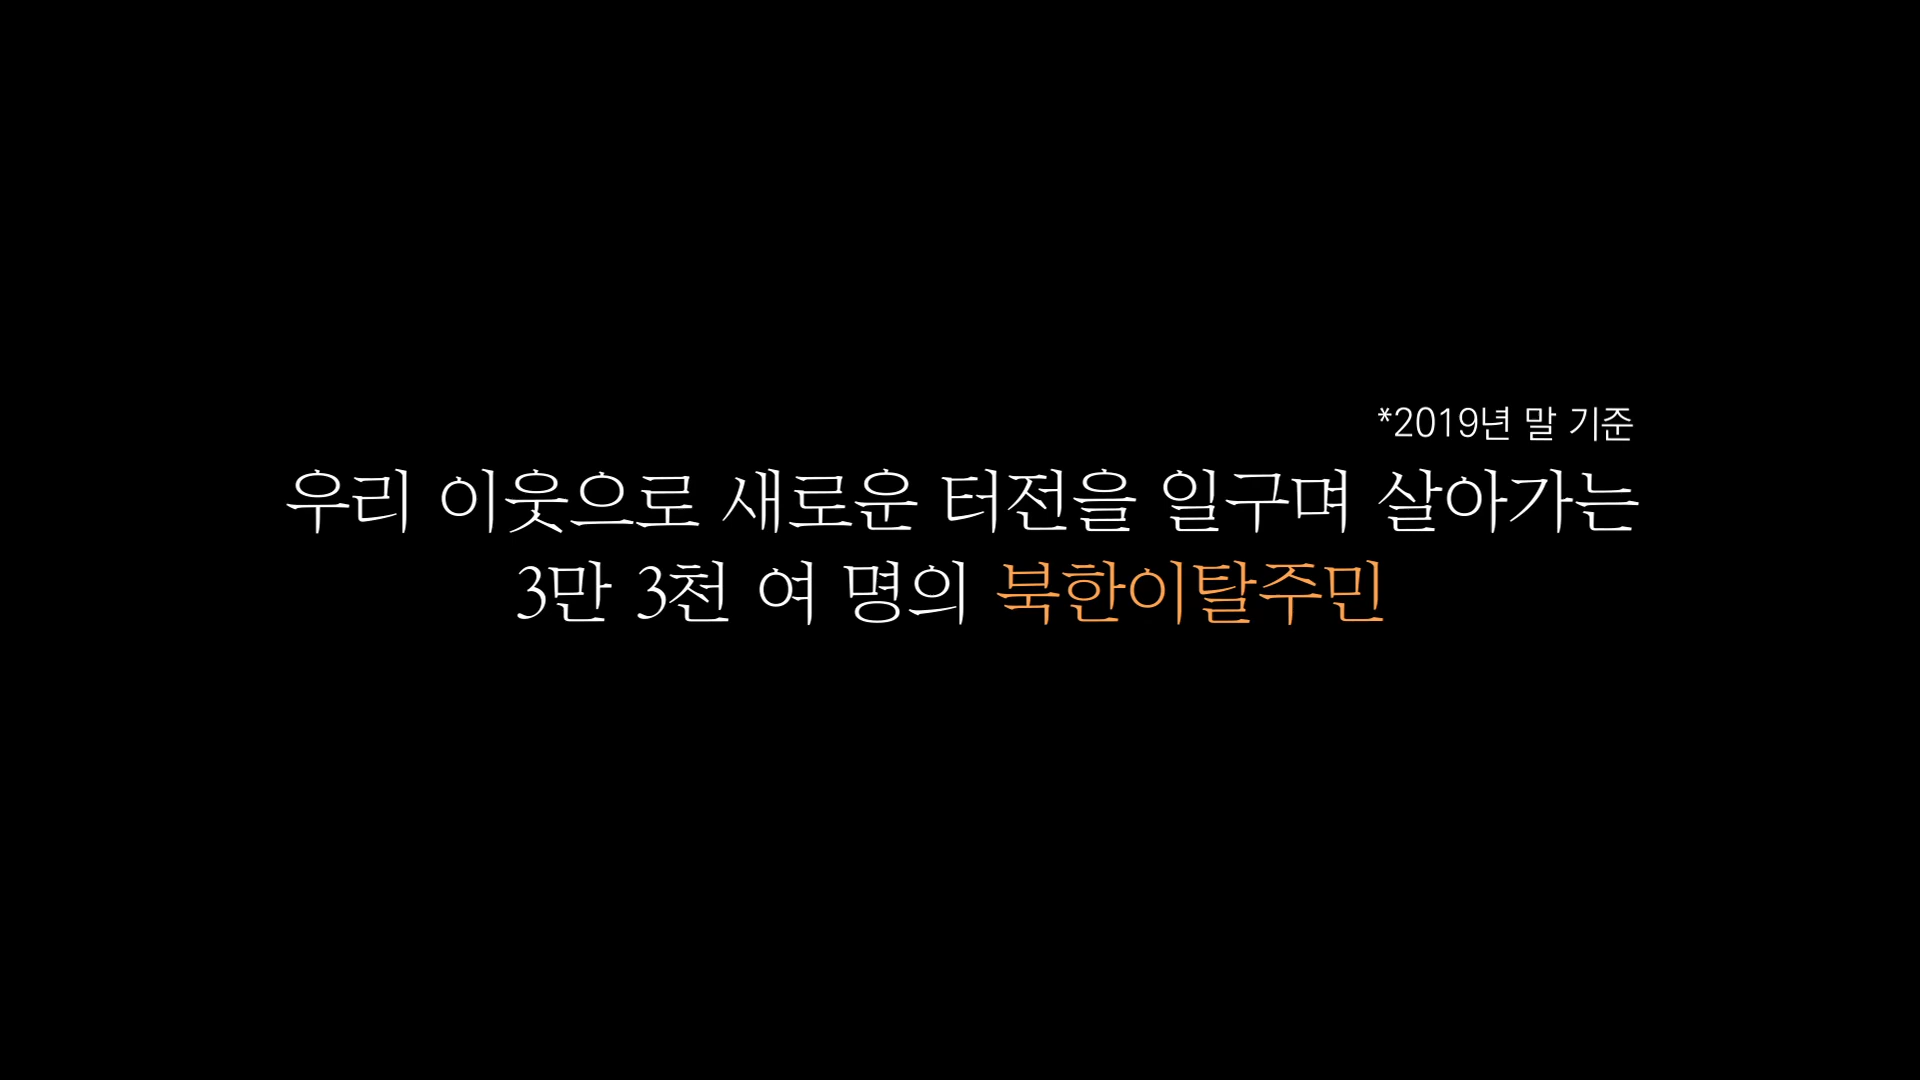 *2019년 말 기준
우리 이웃으로 새로운 터전을 일구며 살아가는
3만 3천 여 명의 북한이탈주민